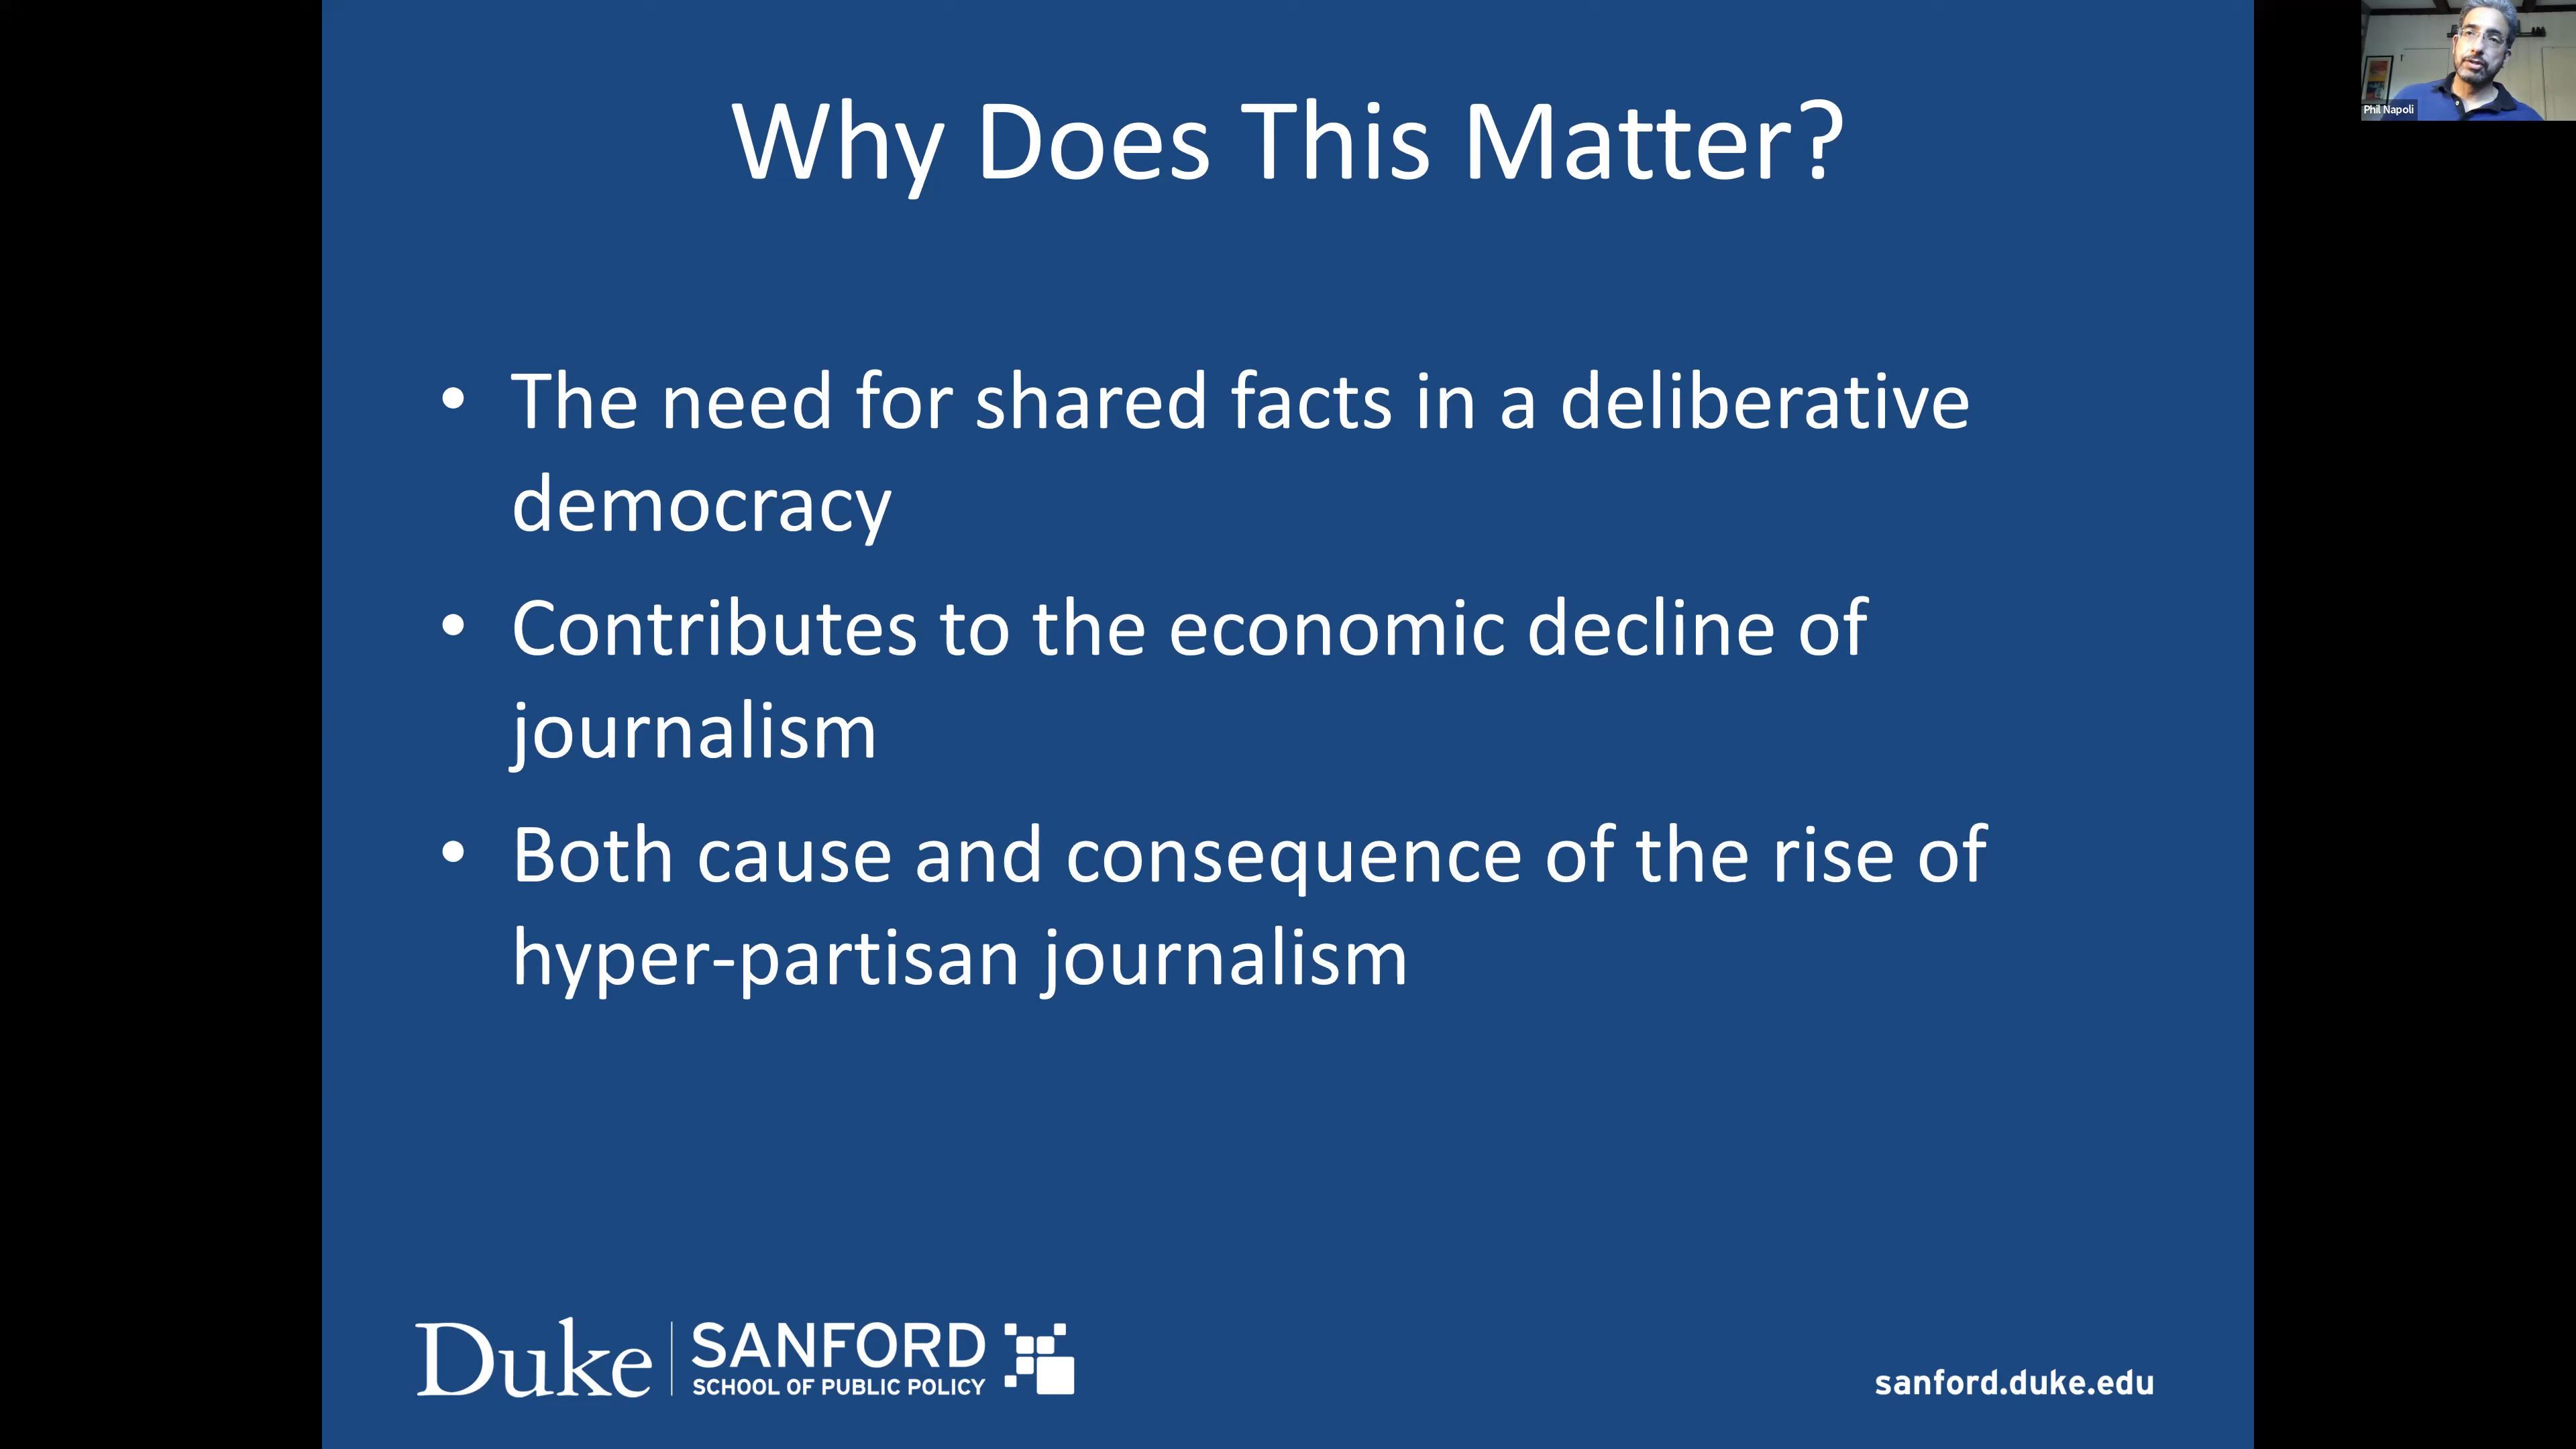 Why Does This Matter?
Phil Napoli
• The need for shared facts in a deliberative
democracy
• Contributes to the economic decline of
journalism
• Both cause and consequence of the rise of
hyper-partisan journalism
Duke | SANFORD
SCHOOL OF PUBLIC POLICY
sanford.duke.edu